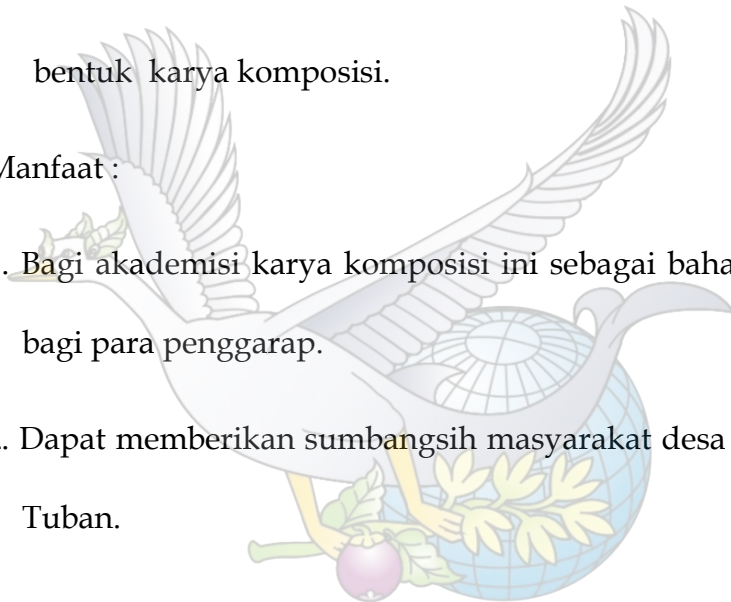 bentuk karya komposisi.
Manfaat :
. Bagi akademisi karya komposisi ini sebagai
bagi para penggarap.
. Dapat memberikan sumbangsih masyarakat desa
Tuban.